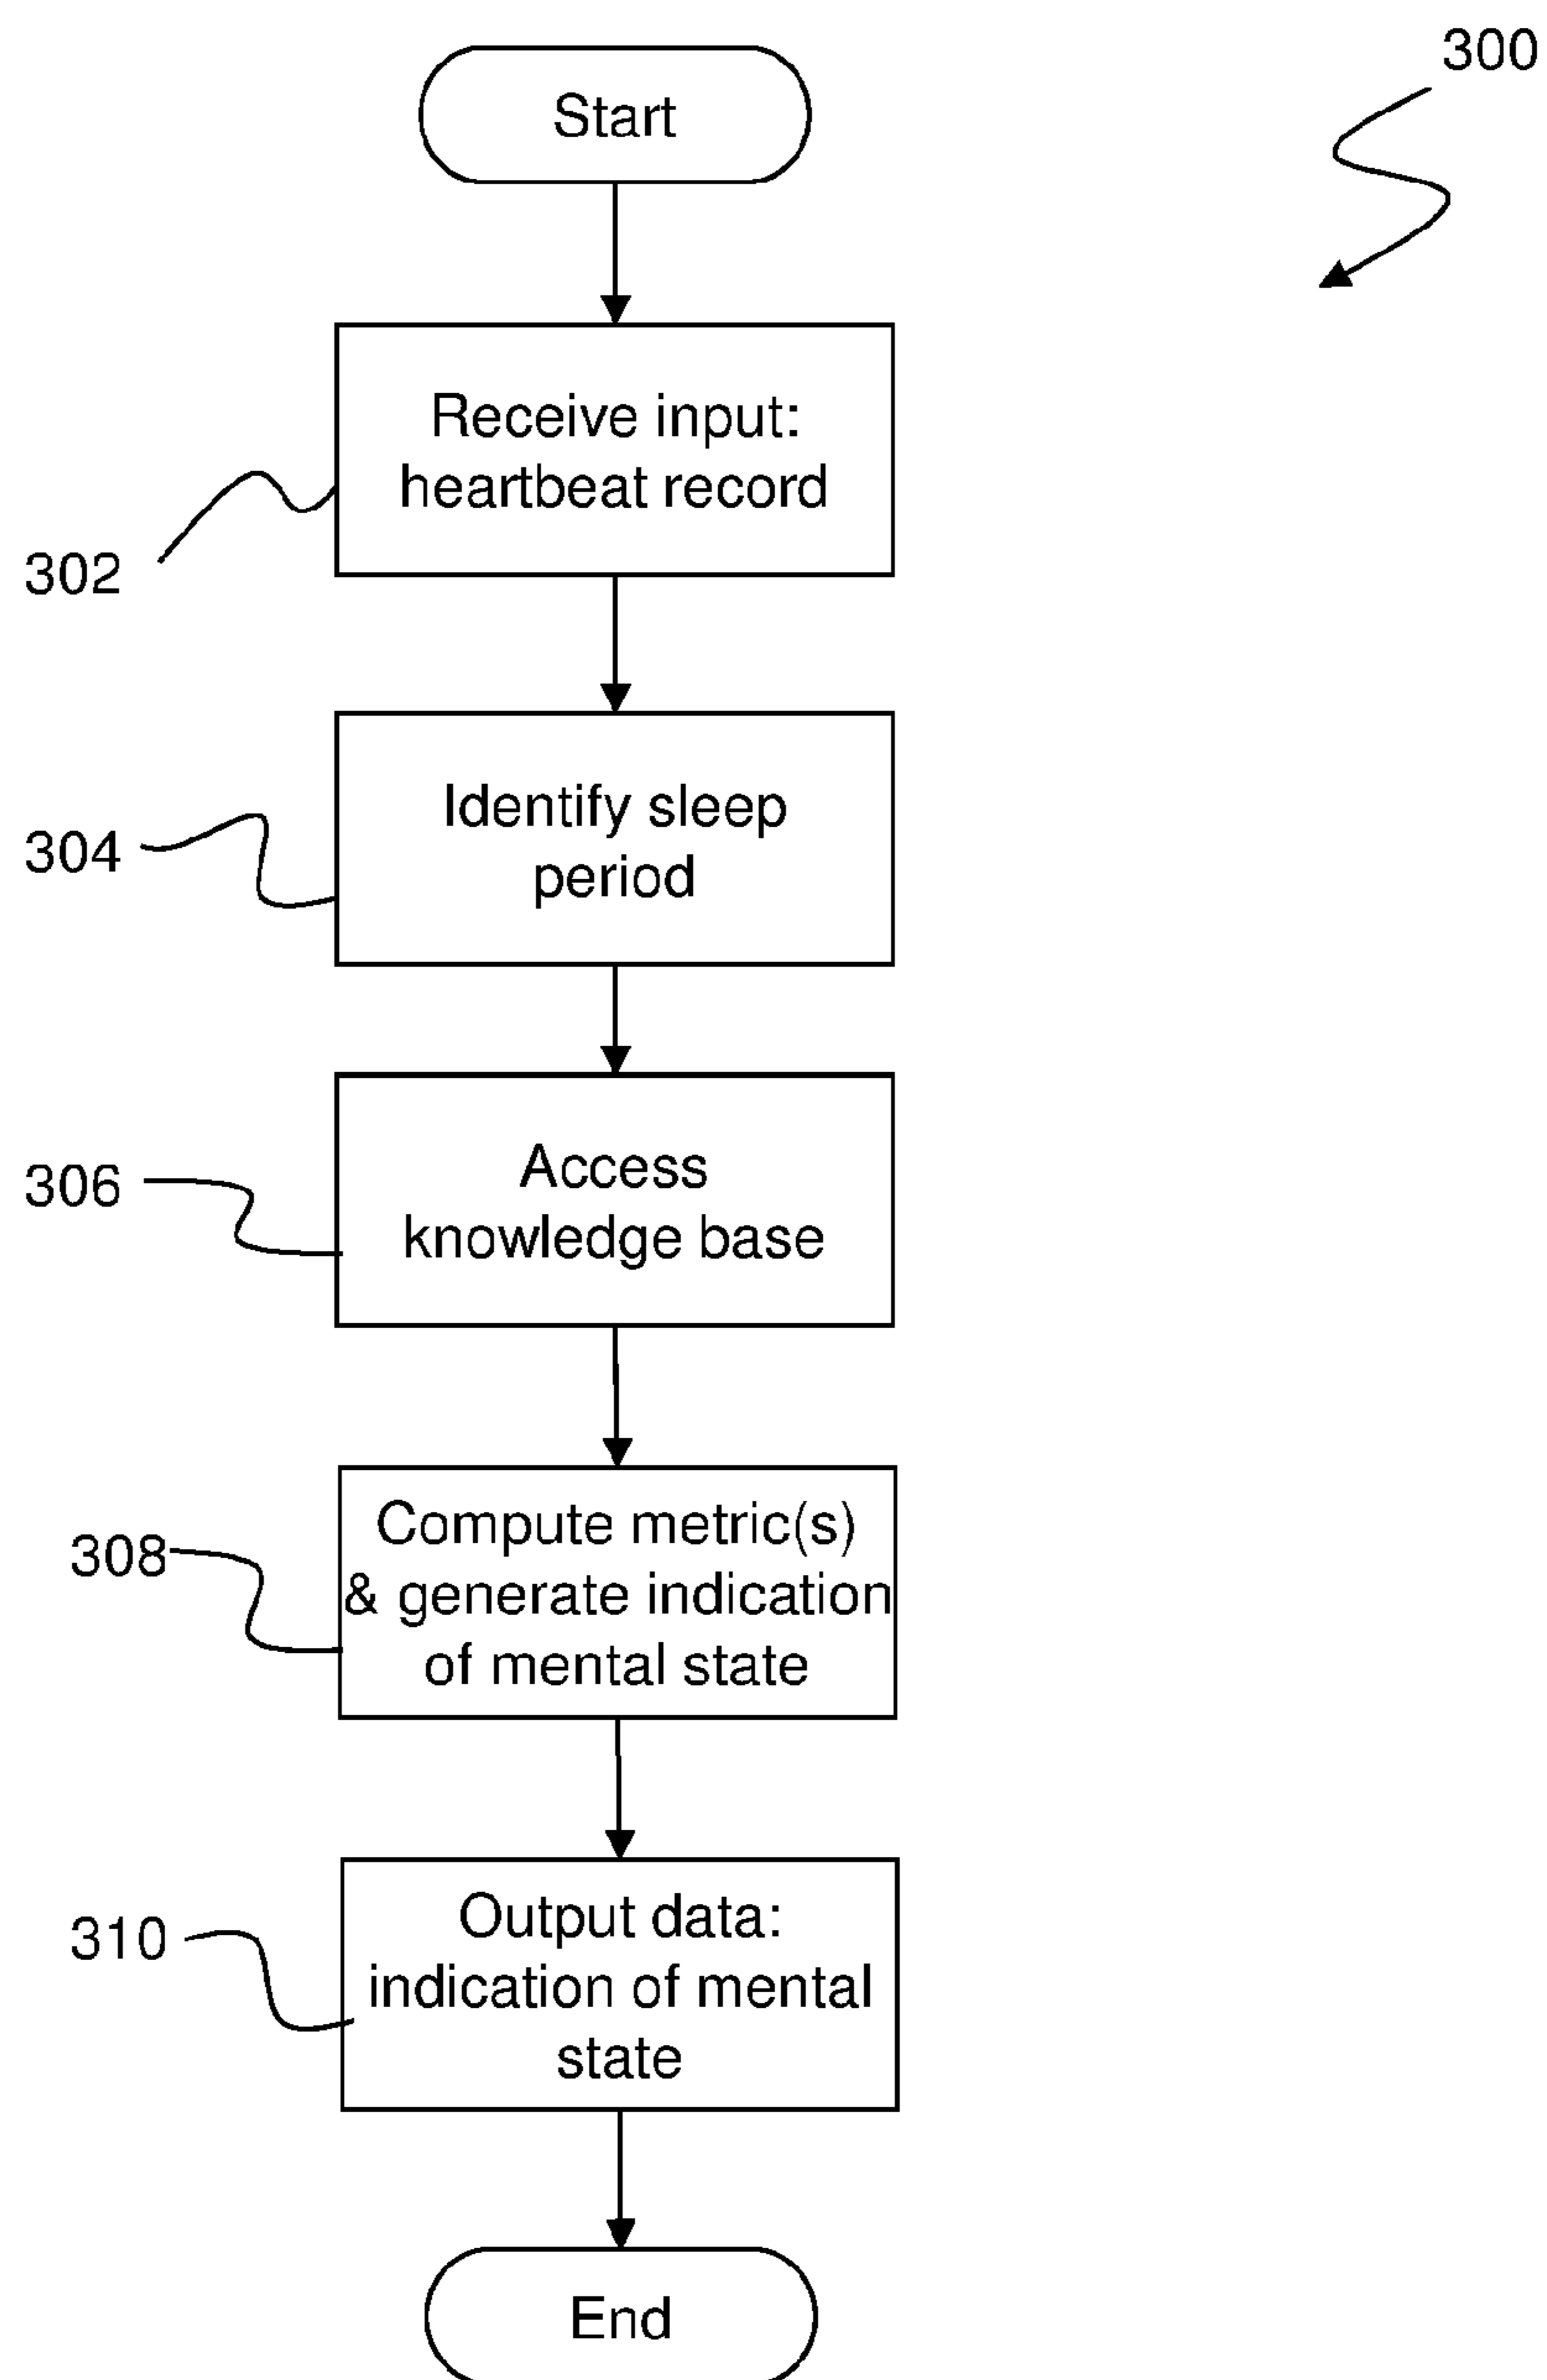 300
Start
Receive input:
heartbeat record
302
Identify sleep
period
304
Access
knowledge base
306
Compute metric(s)
& generate indication
of mental state
308
Output data:
indication of mental
state
310
End